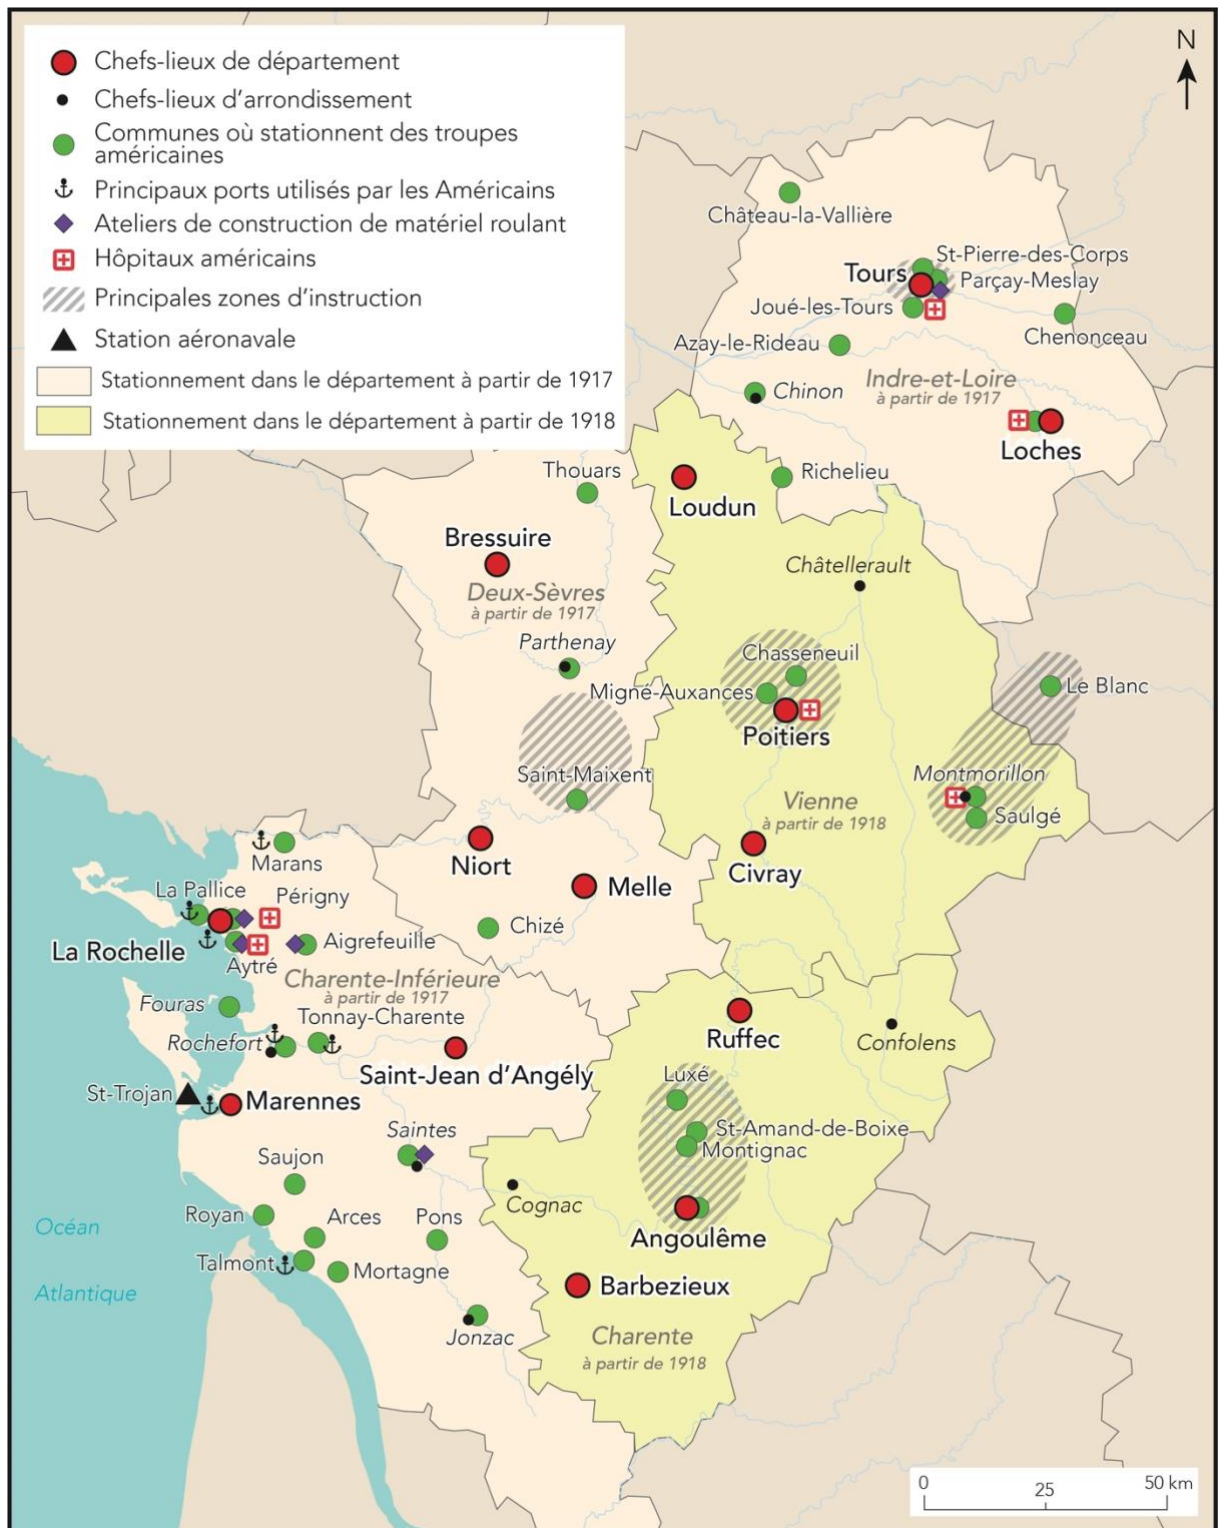 N
Chefs-lieux de département
Chefs-lieux d'arrondissement
Communes où stationnent des troupes
américaines
Principaux ports utilisés par les Américains
Ateliers de construction de matériel roulant
Hôpitaux américains
Principales zones d'instruction
Station aéronavale
Stationnement dans le département à partir de 1917
Stationnement dans le département à partir de 1918
Château-la-Vallière
St-Pierre-des-Corps
Tours
Parçay-Meslay
Joué-les-Tours
Chenonceau
Azay-le-Rideau
Indre-et-Loire
à partir de 1917
Chinon
Loches
Thouars
Richelieu
Loudun
Bressuire
Châtellerault
Deux-Sèvres
à partir de 1917
Parthenay
Chasseneuil
Migné-Auxances
Le Blanc
Poitiers
Saint-Maixent
Montmorillon
Vienne
à partir de 1918
Saulgé
Marans
Niort
Civray
Melle
La Pallice
Périgny
Chizé
La Rochelle
Aigrefeuille
Aytré
Charente-Inférieure
à partir de 1917
Fouras
Tonnay-Charente
Rochefort
Ruffec
Confolens
Saint-Jean d'Angély
Luxé
St-Trojan
Marennes
Saintes
St-Amand-de-Boixe
Montignac
Saujon
Cognac
Royan
Arces
Pons
Océan
Angoulême
Talmont
Mortagne
Atlantique
Barbezieux
Jonzac
Charente
à partir de 1918
0
25
50 km